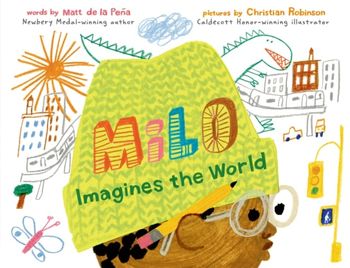 words by Matt de la Peña
Newbery Medal-winning author
pictures by Christian Robinson
Caldecott Honor-winning illustrator
MiLO
Imagines the World